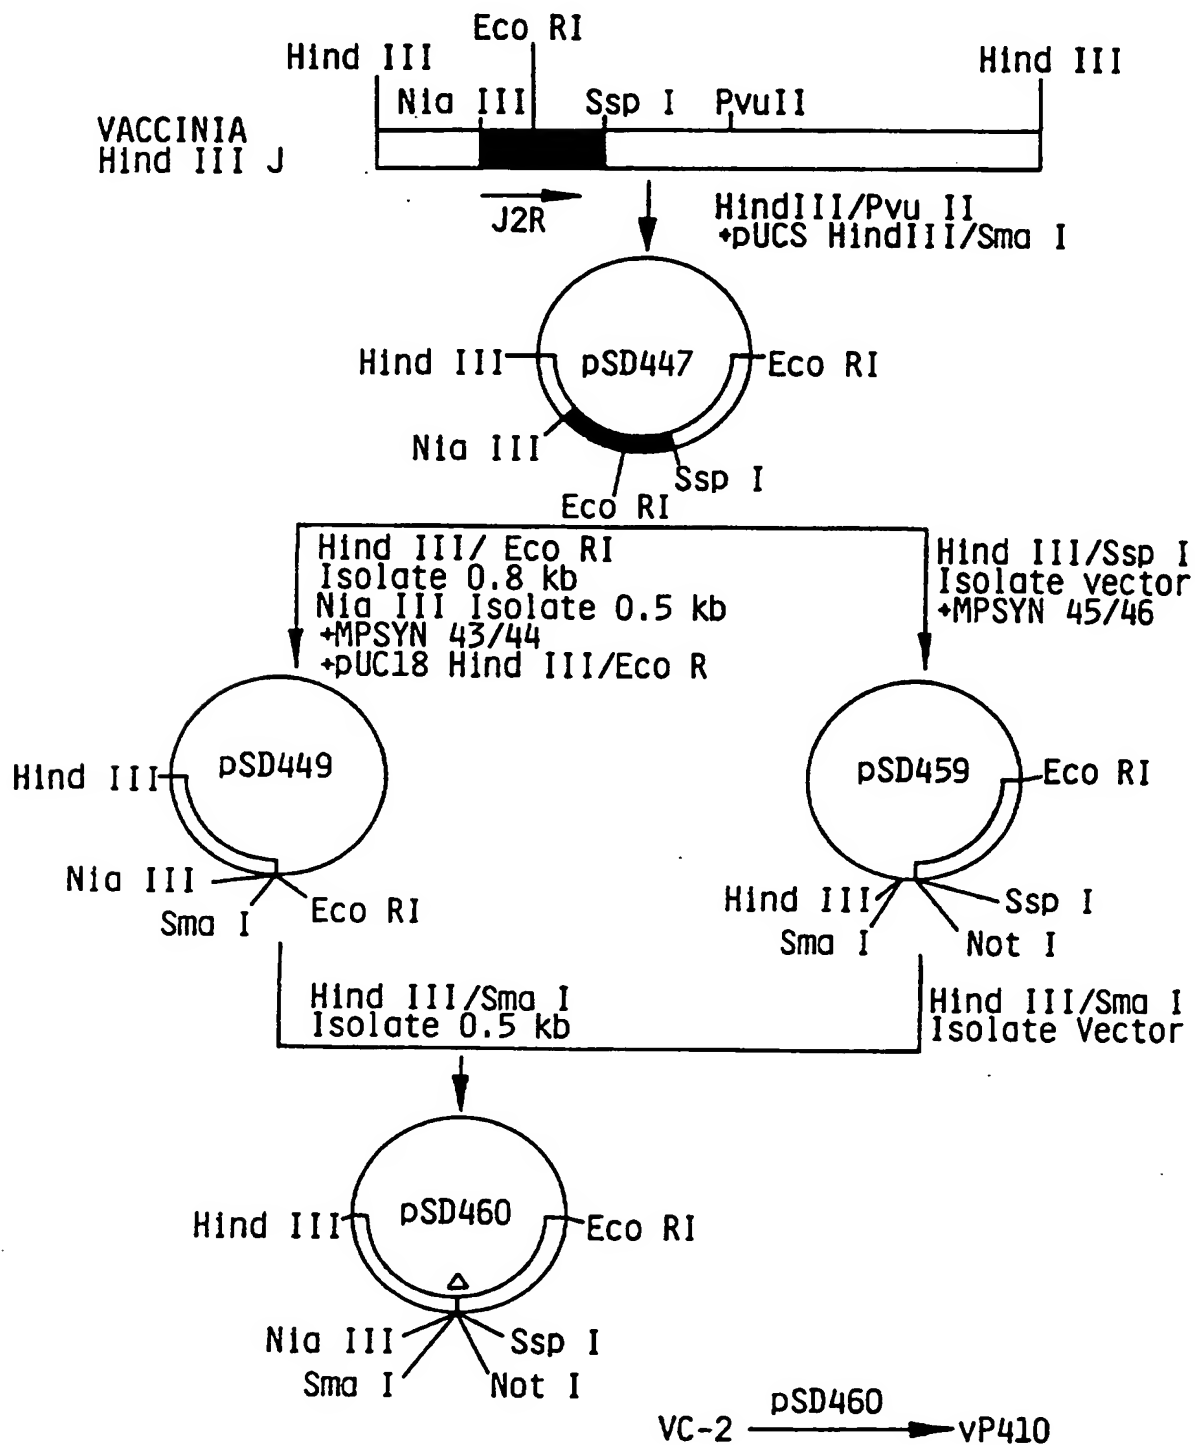 Eco RI
Hind III
Hind III
Nia III
Ssp I
PvuII
VACCINIA
Hind III J
J2R
HindIII/Pvu II
+pUCS HindIII/Sma I
Hind III
pSD447
Eco RI
Nia III
Ssp I
Eco RI
Hind III/ Eco RI
Isolate 0.8 kb
Nia III Isolate 0.5 kb
+MPSYN 43/44
+pUC18 Hind III/Eco R
Hind III/Ssp I
Isolate vector
+MPSYN 45/46
Hind III
pSD449
Nia III
Sma I
Eco RI
pSD459
Eco RI
Hind III
Ssp I
Sma I
Not I
Hind III/Sma I
Isolate 0.5 kb
Hind III/Sma I
Isolate Vector
Hind III
pSD460
Eco RI
Δ
Nia III
Ssp I
Sma I
Not I
pSD460
VC-2
vP410